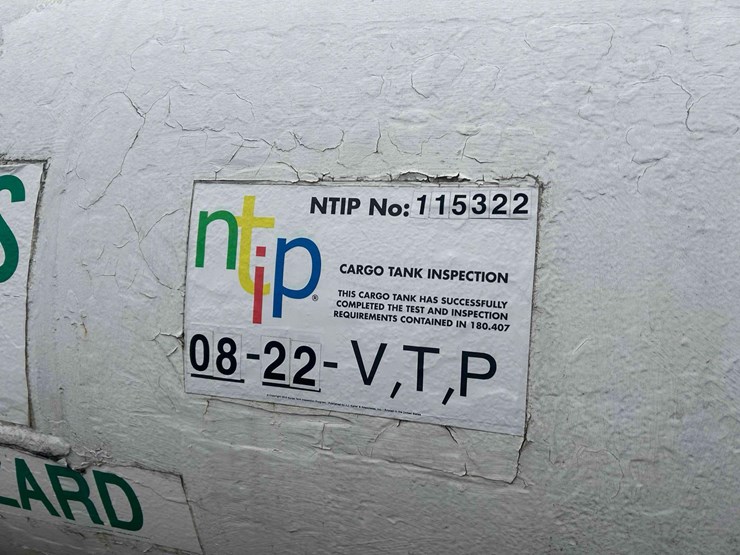 S
NTIP No: 115322
ntip®
CARGO TANK INSPECTION
THIS CARGO TANK HAS SUCCESSFULLY
COMPLETED THE TEST AND INSPECTION
REQUIREMENTS CONTAINED IN 180.407
08-22-V,T,P
LARD